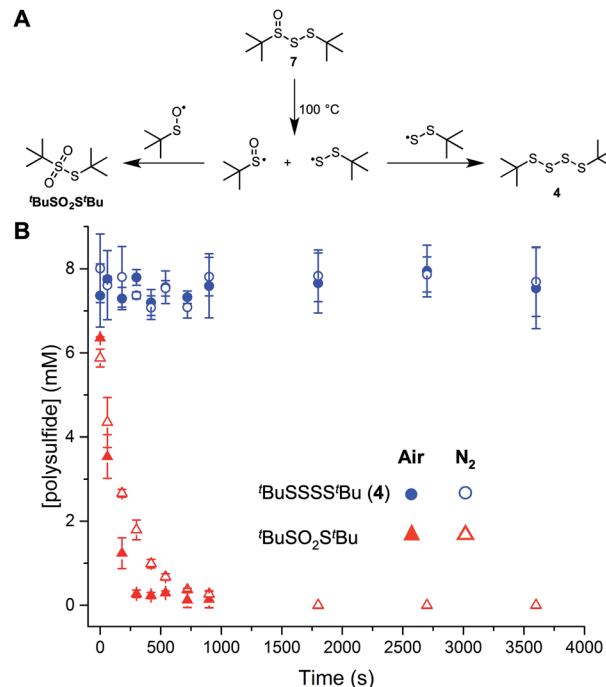 A
O
S S S
7
100 °C
O•
S
O
S
O
S
ᵗBuSO₂SᵗBu
O
S•
+
•S S
•S S
S S S S
4
B
[polysulfide] (mM)
8
6
4
2
0
Air N₂
ᵗBuSSSSᵗBu (4)
ᵗBuSO₂SᵗBu
0 500 1000 1500 2000 2500 3000 3500 4000
Time (s)